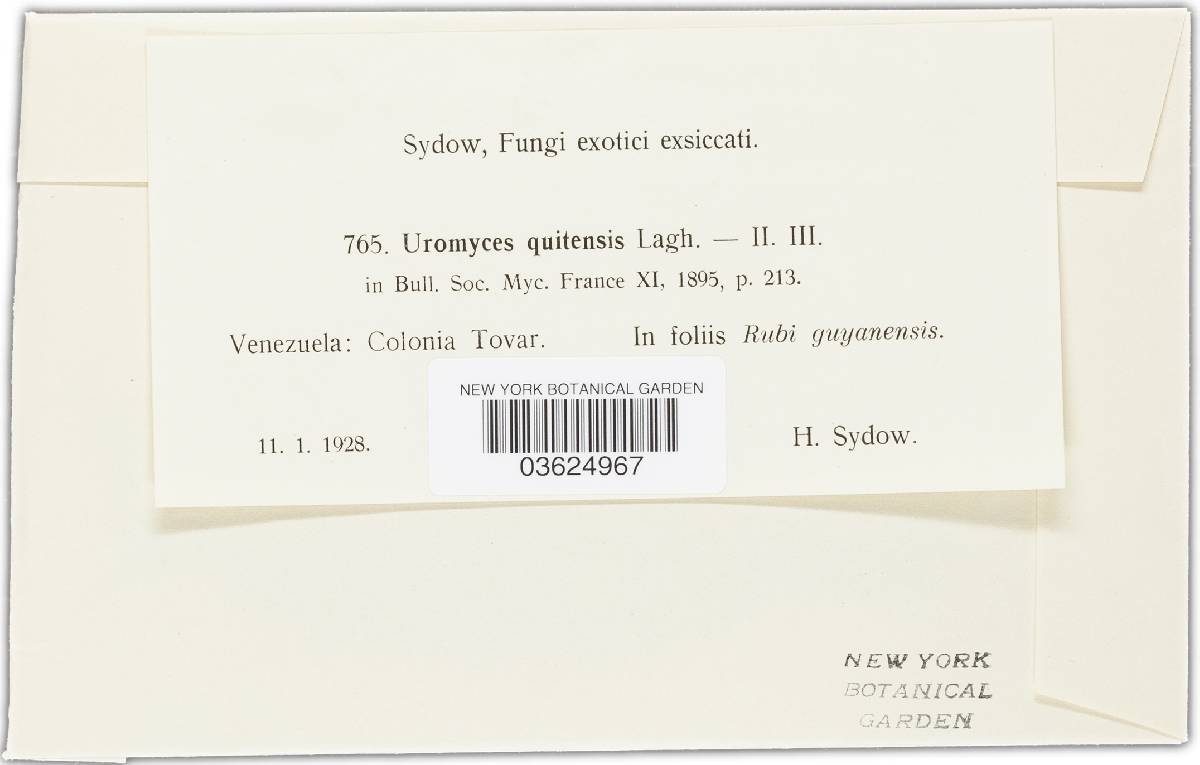 Sydow, Fungi exotici exsiccati.
765. Uromyces quitensis Lagh. — II. III.
in Bull. Soc. Myc. France XI, 1895, p. 213.
Venezuela: Colonia Tovar. In foliis Rubi guyanensis.
NEW YORK BOTANICAL GARDEN
03624967
11. 1. 1928. H. Sydow.
NEW YORK
BOTANICAL
GARDEN